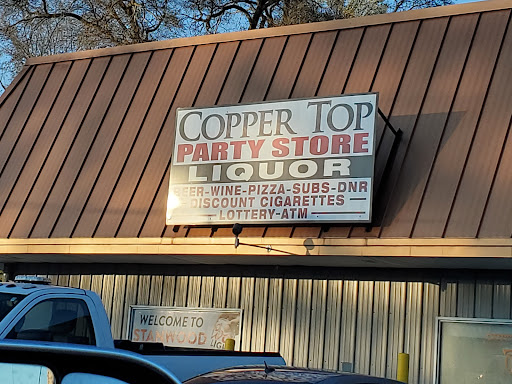 COPPER TOP
PARTY STORE
LIQUOR
BEER-WINE-PIZZA-SUBS-DNR
DISCOUNT CIGARETTES
LOTTERY-ATM
WELCOME TO
STANWOOD